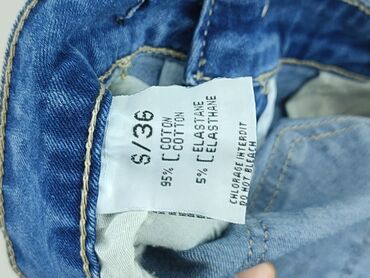 S/36
95% [ COTON
COTTON
5% [ ELASTANE
ELASTHANE
CHLORAGE INTERDIT
DO NOT BLEACH